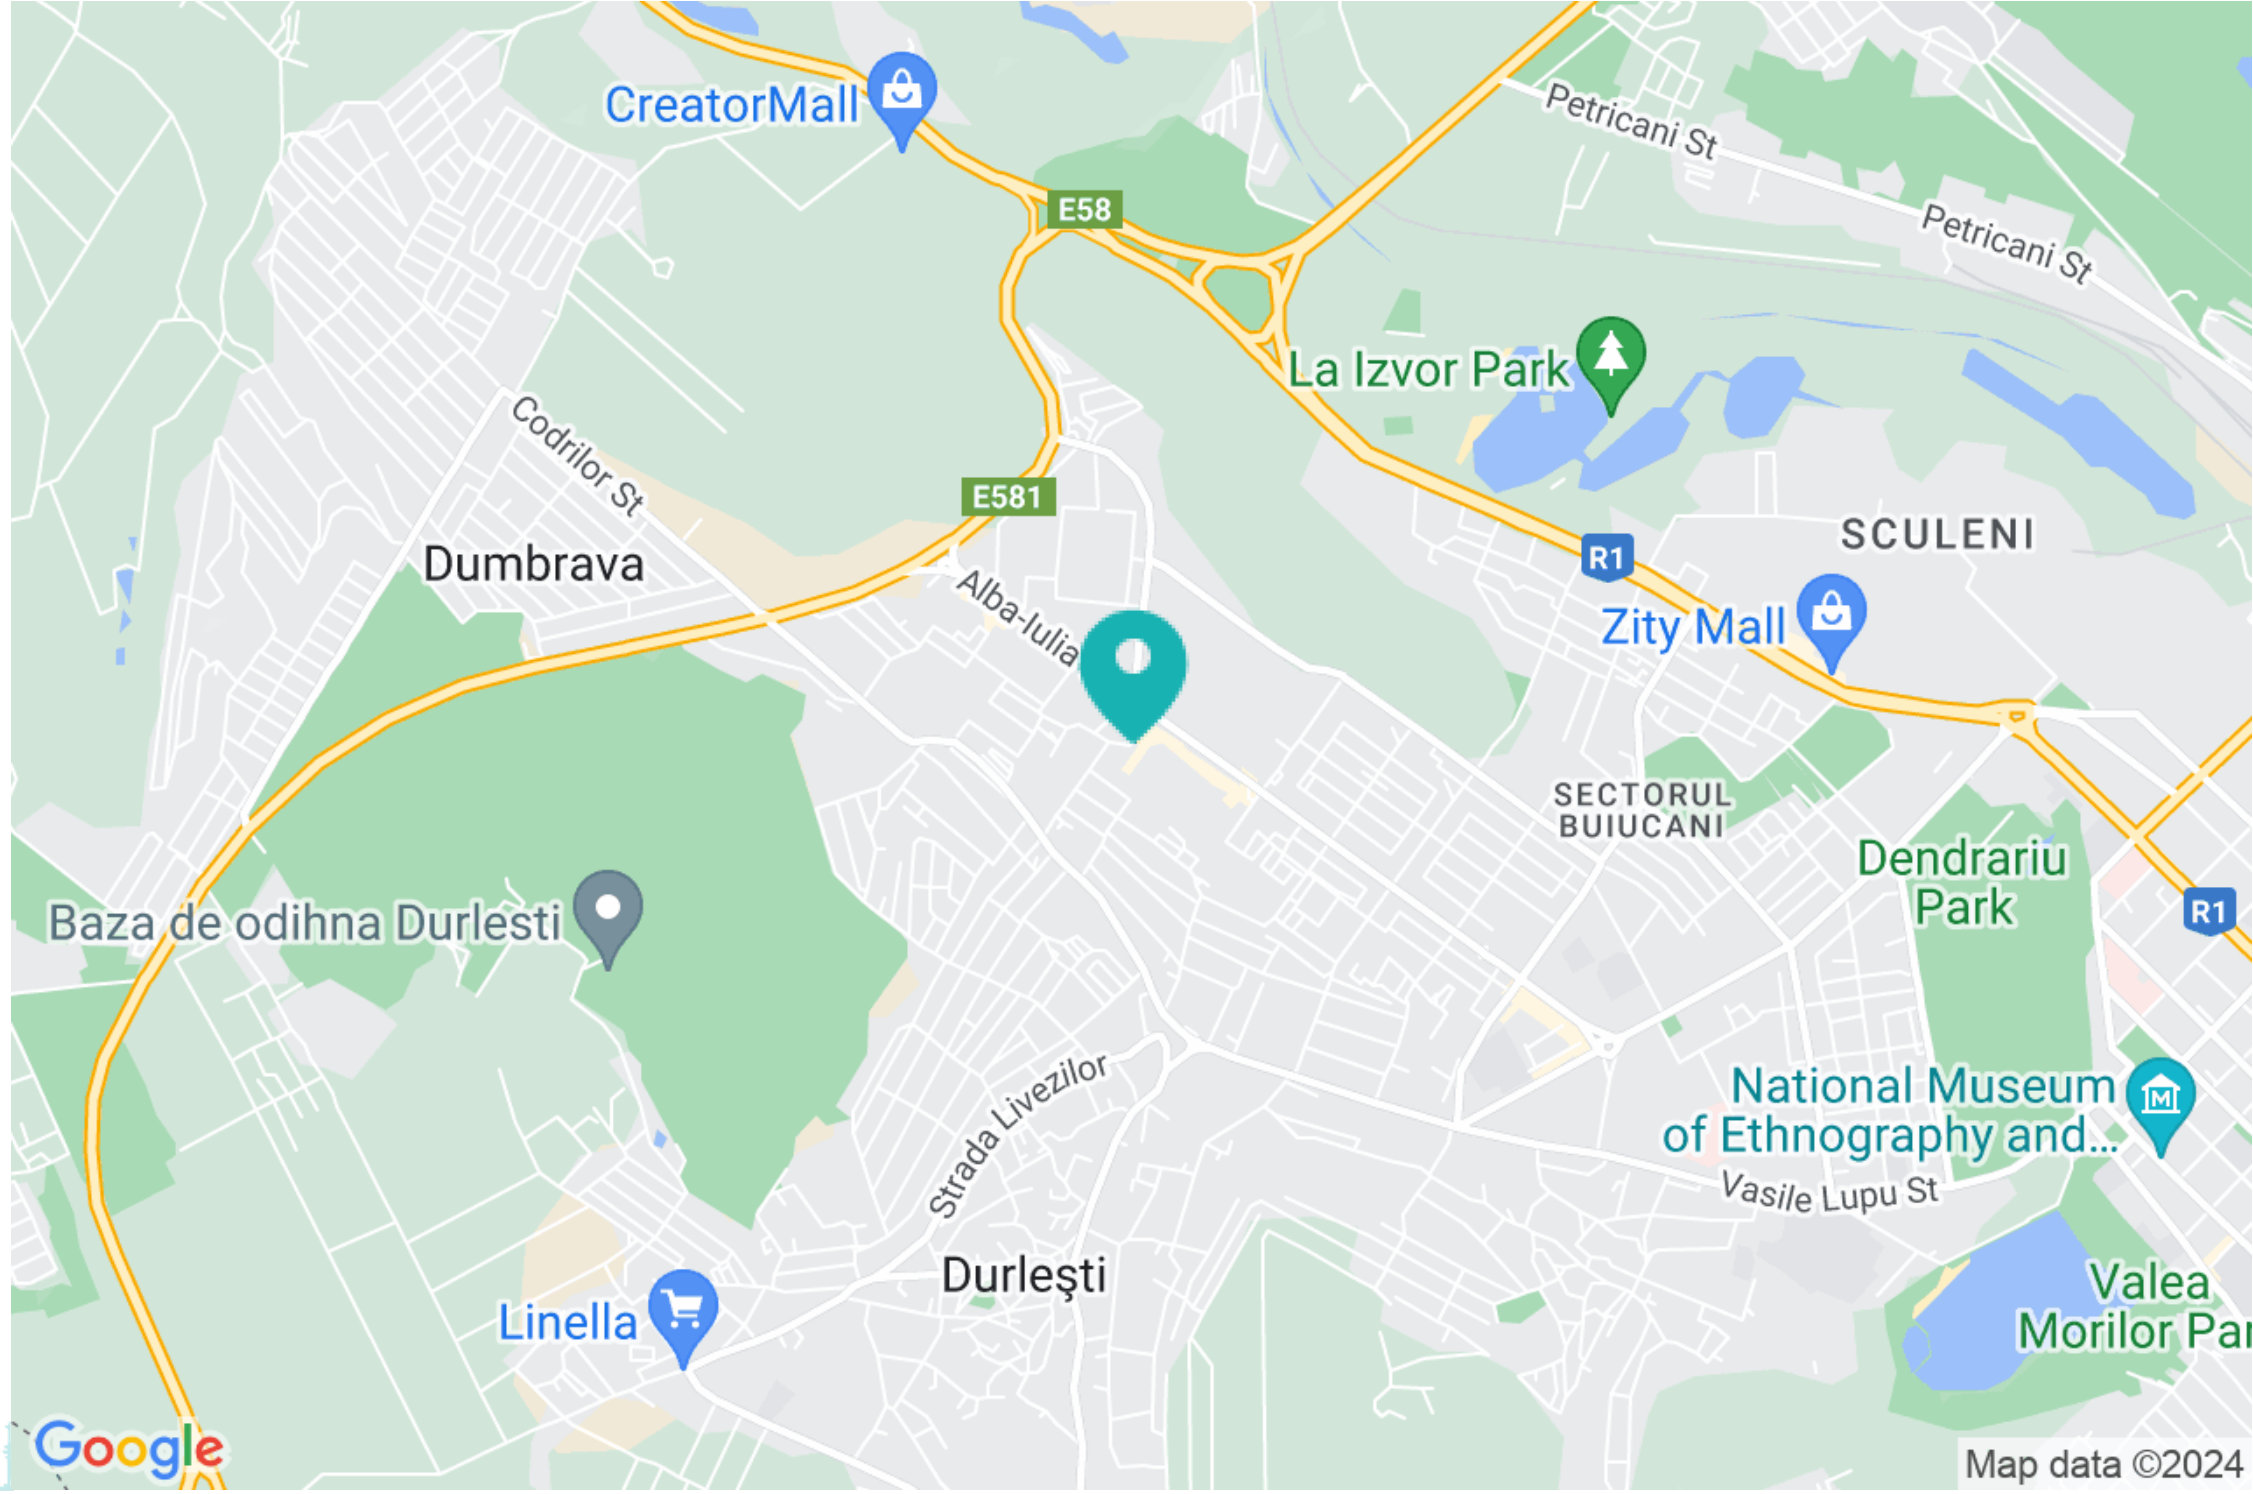 CreatorMall
Petricani St
E58
Petricani St
La Izvor Park
Codrilor St
E581
SCULENI
R1
Dumbrava
Alba-Iulia
Zity Mall
SECTORUL
BUIUCANI
Dendrariu
Park
R1
Baza de odihna Durlesti
Strada Livezilor
National Museum
of Ethnography and...
Vasile Lupu St
Durleşti
Valea
Morilor Par
Linella
Google
Map data ©2024